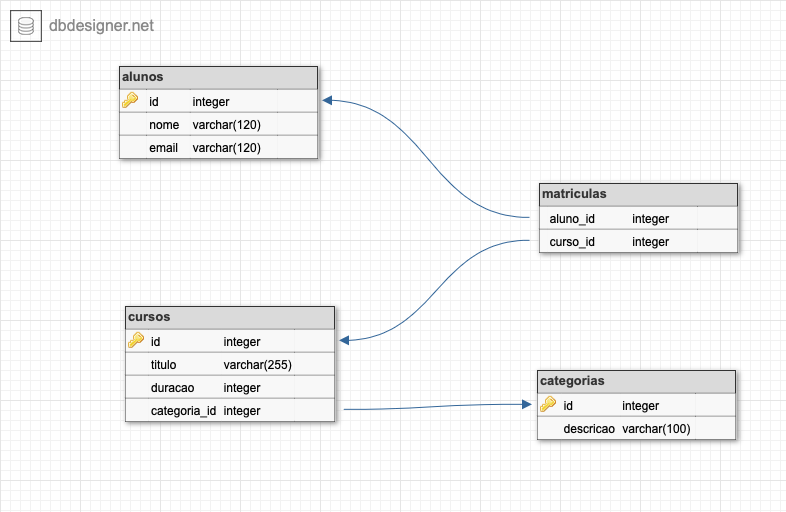 dbdesigner.net
alunos
id integer
nome varchar(120)
email varchar(120)
matriculas
aluno_id integer
curso_id integer
cursos
id integer
titulo varchar(255)
duracao integer
categoria_id integer
categorias
id integer
descricao varchar(100)